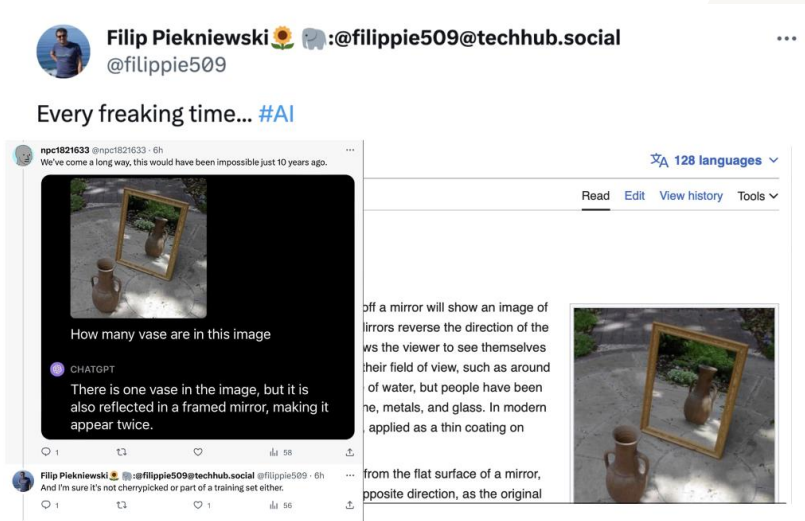 Filip Piekniewski🌻 🐘:@filippie509@techhub.social
@filippie509
Every freaking time... #AI
npc1821633 @npc1821633 · 6h
We've come a long way, this would have been impossible just 10 years ago.
How many vase are in this image
CHATGPT
There is one vase in the image, but it is
also reflected in a framed mirror, making it
appear twice.
1 58
Filip Piekniewski🌻 🐘:@filippie509@techhub.social @filippie509 · 6h
And I'm sure it's not cherrypicked or part of a training set either.
1 1 56
128 languages
Read Edit View history Tools
off a mirror will show an image of
irrors reverse the direction of the
ws the viewer to see themselves
heir field of view, such as around
of water, but people have been
ne, metals, and glass. In modern
applied as a thin coating on
from the flat surface of a mirror,
pposite direction, as the original